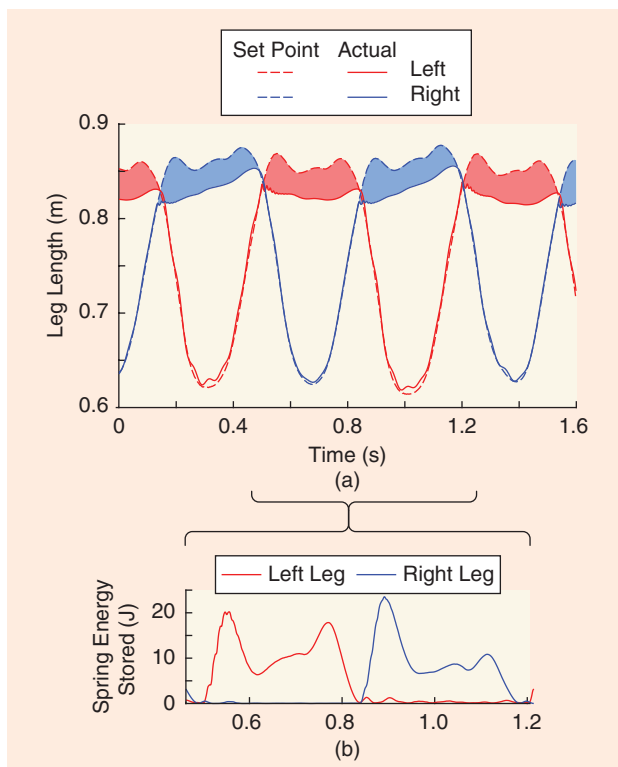 Set Point Actual
Left
Right
0.9
0.8
0.7
0.6
Leg Length (m)
0 0.4 0.8 1.2 1.6
Time (s)
(a)
Left Leg Right Leg
20
10
0
Spring Energy
Stored (J)
0.6 0.8 1.0 1.2
(b)